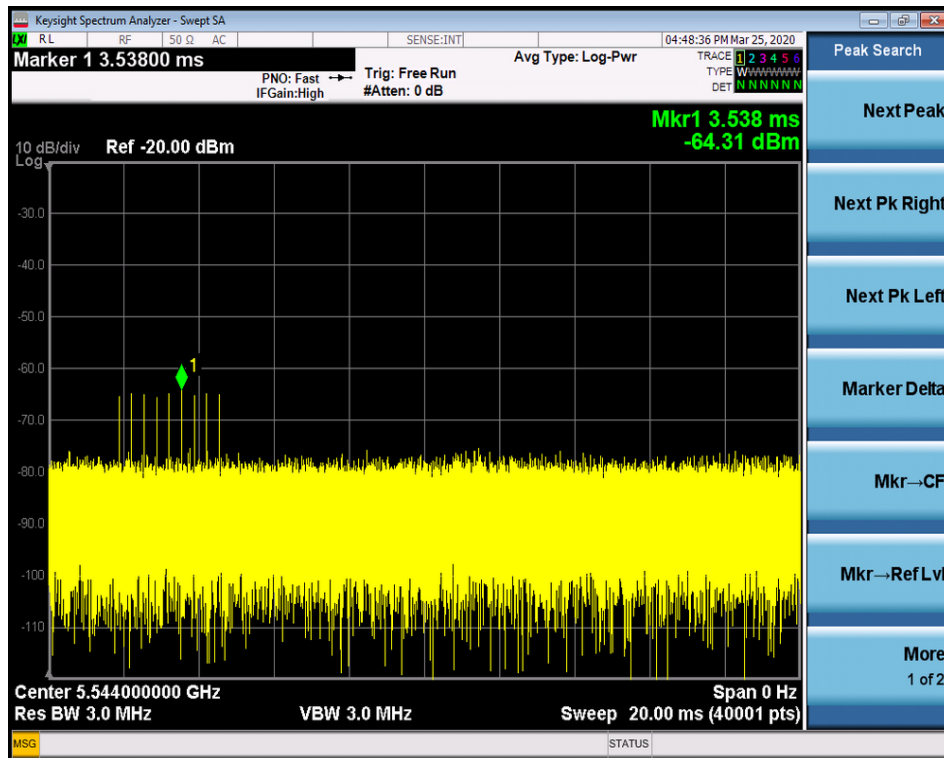 Keysight Spectrum Analyzer - Swept SA
LXI RL RF 50 Ω AC SENSE:INT 04:48:36 PM Mar 25, 2020
Marker 1 3.53800 ms
PNO: Fast
IFGain:High
Trig: Free Run
#Atten: 0 dB
Avg Type: Log-Pwr
TRACE 1 2 3 4 5 6
TYPE WWWWWW
DET N N N N N N
Mkr1 3.538 ms
-64.31 dBm
10 dB/div Ref -20.00 dBm
Log
-30.0
-40.0
-50.0
-60.0
-70.0
-80.0
-90.0
-100
-110
1
Center 5.544000000 GHz Span 0 Hz
Res BW 3.0 MHz VBW 3.0 MHz Sweep 20.00 ms (40001 pts)
MSG STATUS
Peak Search
Next Peak
Next Pk Right
Next Pk Left
Marker Delta
Mkr→CF
Mkr→Ref Lvl
More
1 of 2